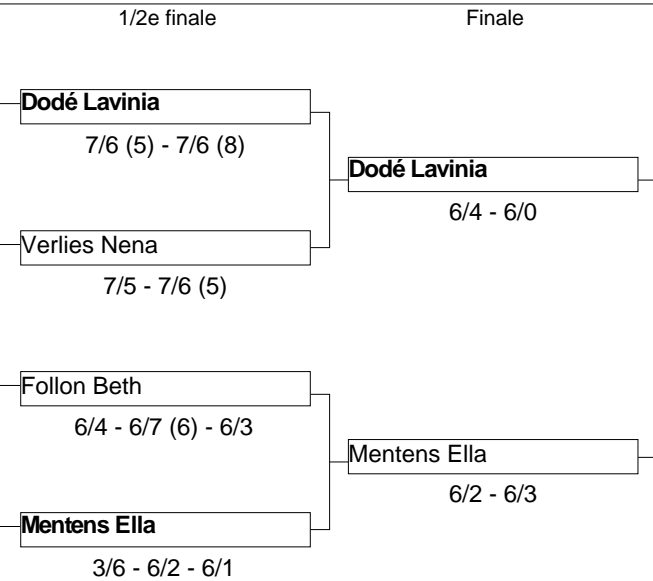 1/2e finale
Finale
Dodé Lavinia
7/6 (5) - 7/6 (8)
Dodé Lavinia
6/4 - 6/0
Verlies Nena
7/5 - 7/6 (5)
Follon Beth
6/4 - 6/7 (6) - 6/3
Mentens Ella
6/2 - 6/3
Mentens Ella
3/6 - 6/2 - 6/1